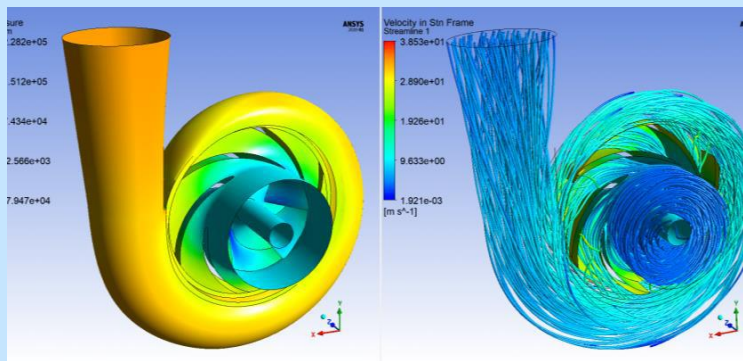 sure
ANSYS
2.282e+05
.512e+05
.434e+04
2.566e+03
7.947e+04
X
Y
Z
Velocity in Stn Frame
Streamline 1
3.853e+01
2.890e+01
1.926e+01
9.633e+00
1.921e-03
[m s^-1]
X
Y
Z